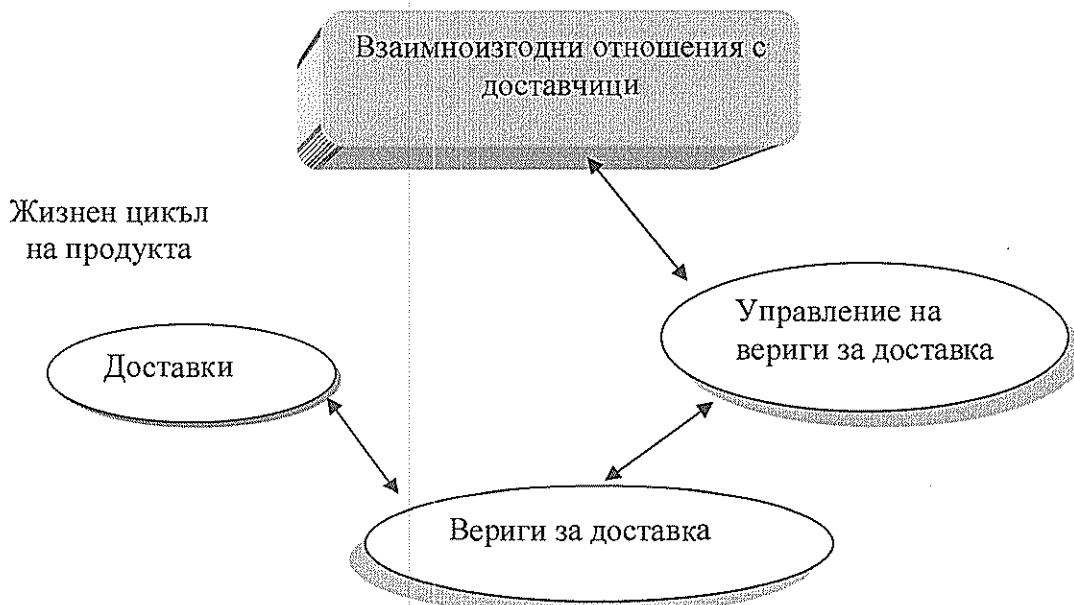 Взаимноизгодни отношения с
доставчици
Жизнен цикъл
на продукта
Управление на
вериги за доставка
Доставки
Вериги за доставка